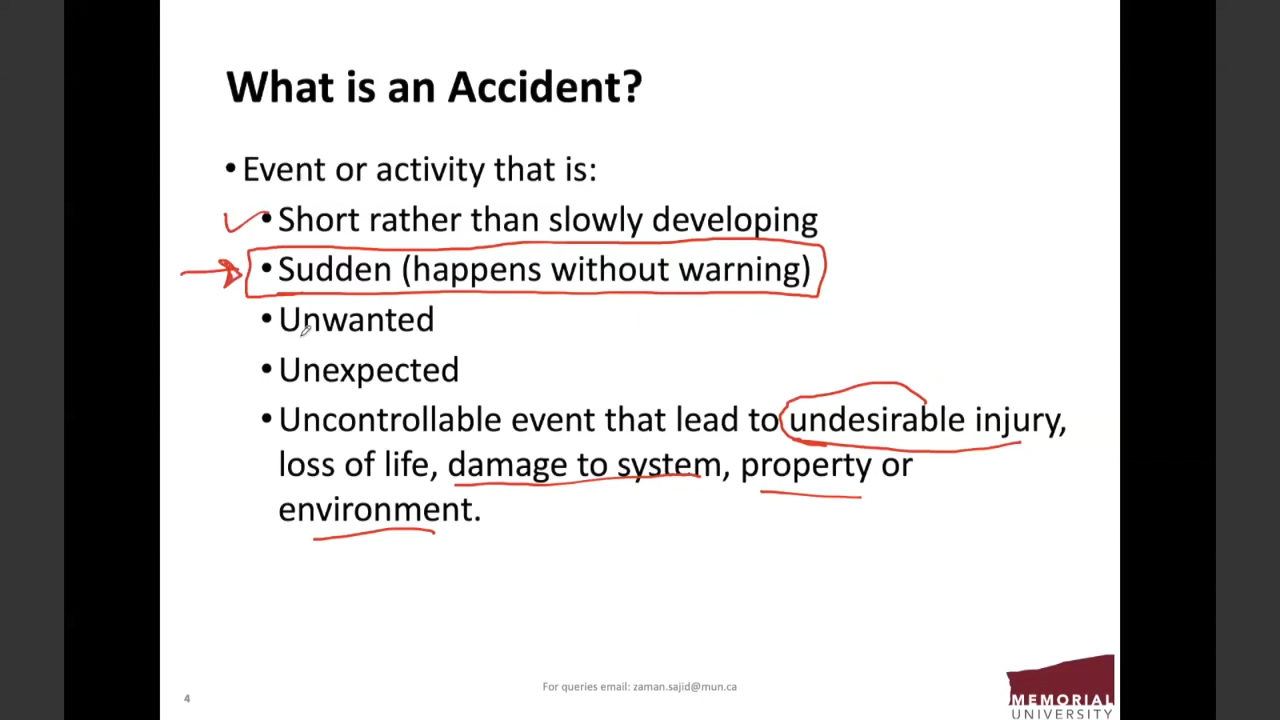 What is an Accident?
• Event or activity that is:
• Short rather than slowly developing
• Sudden (happens without warning)
• Unwanted
• Unexpected
• Uncontrollable event that lead to undesirable injury,
loss of life, damage to system, property or
environment.
4
For queries email: zaman.sajid@mun.ca
MEMORIAL
UNIVERSITY